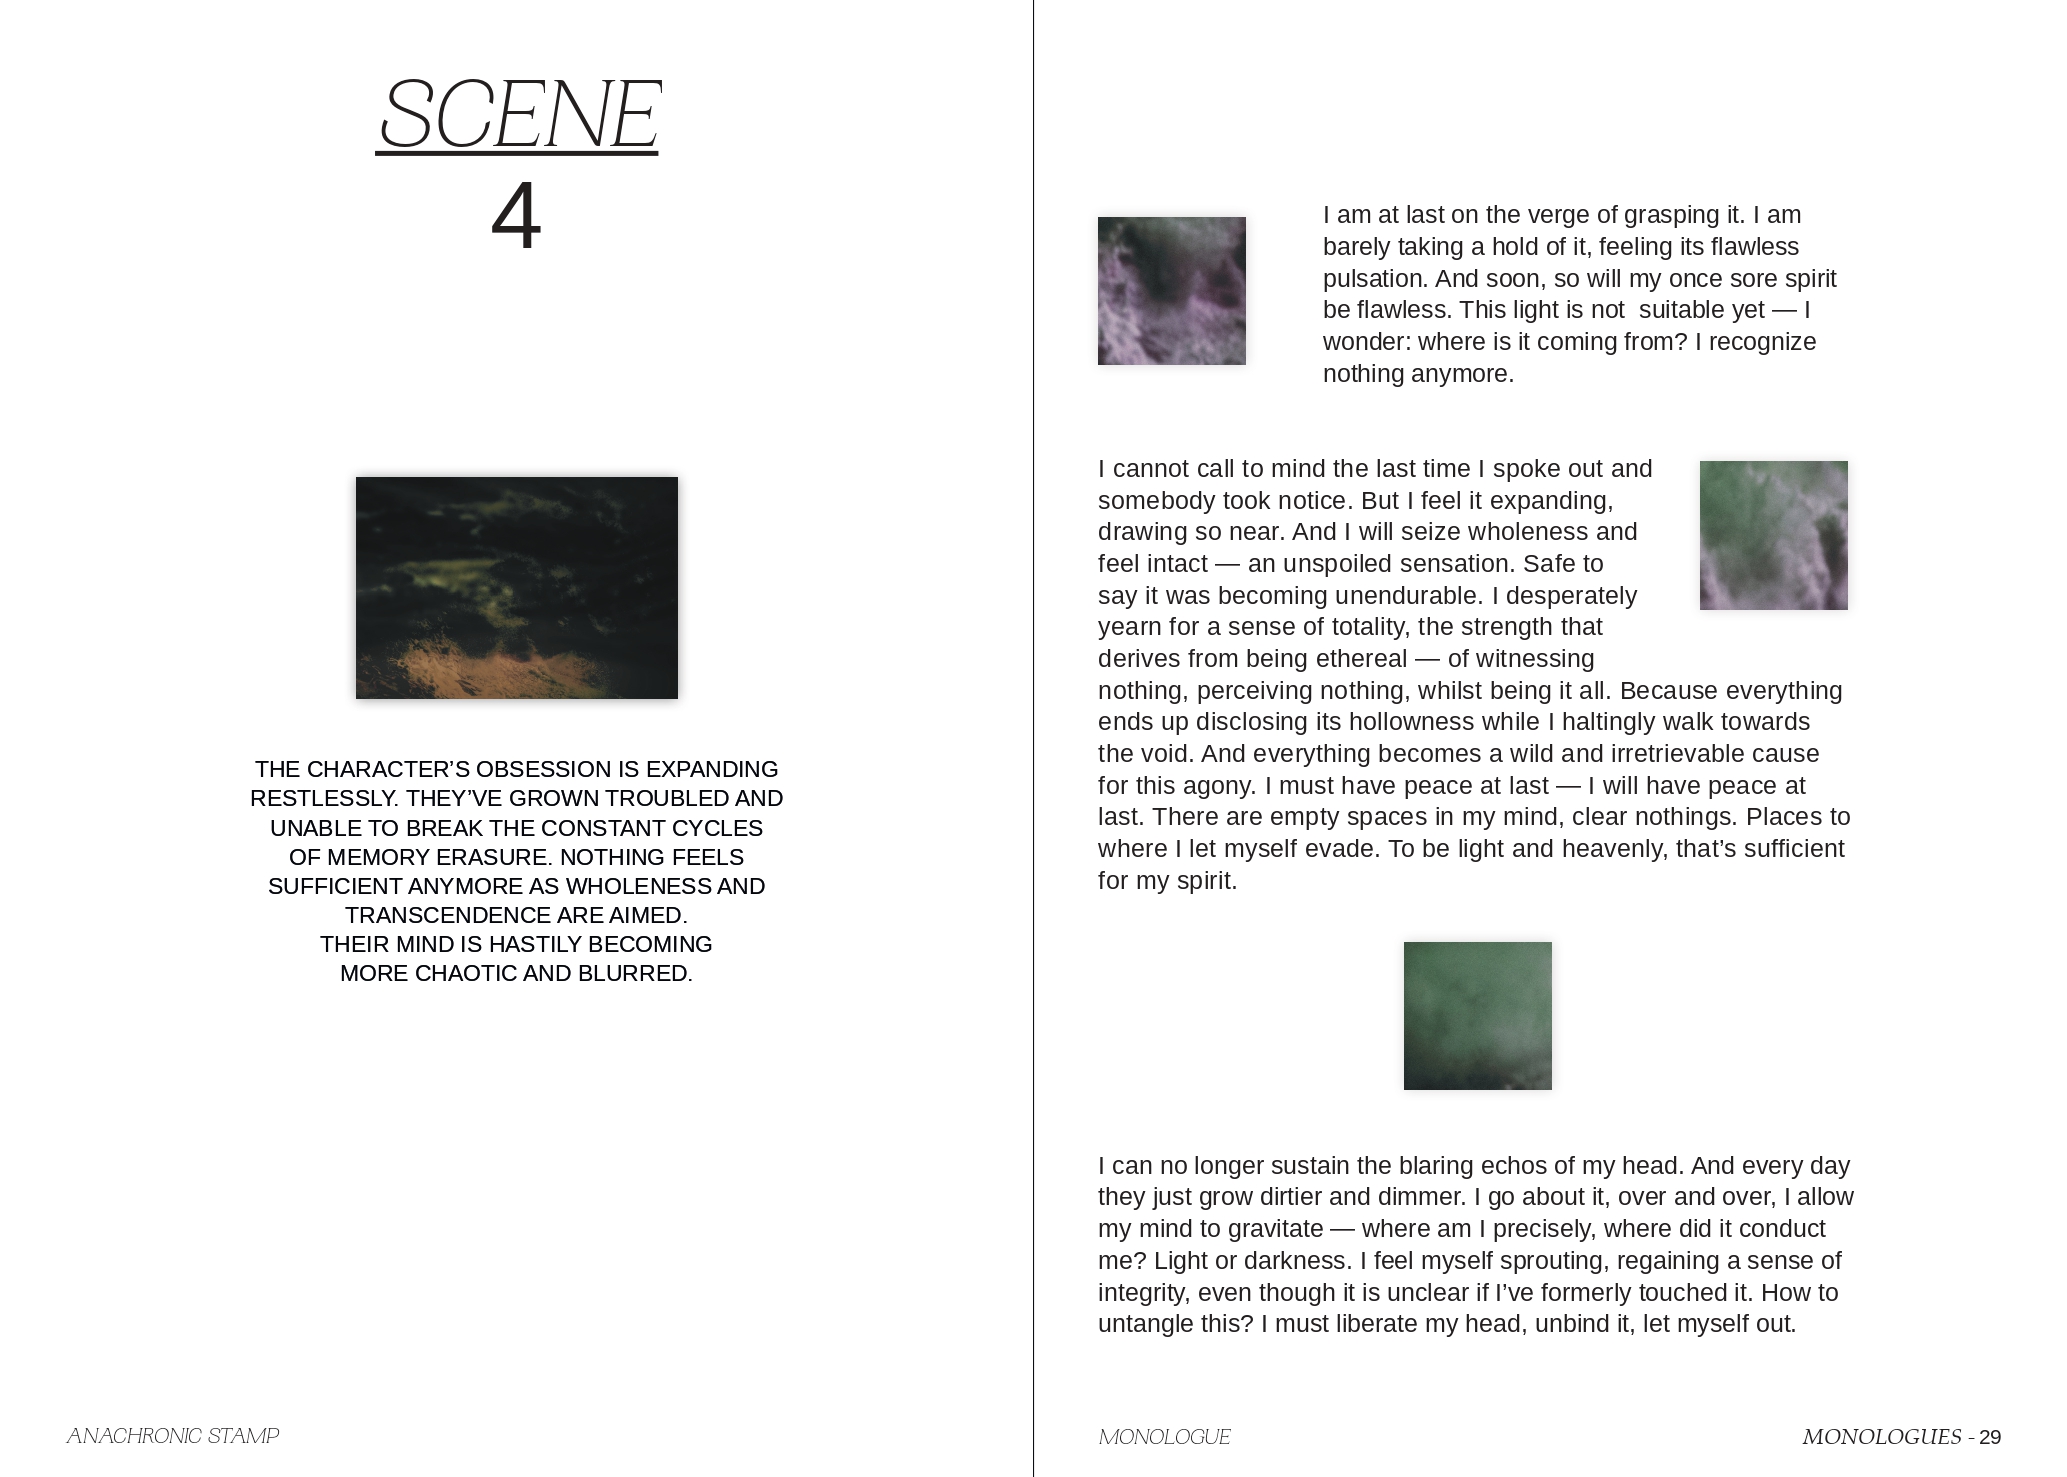 SCENE
4
THE CHARACTER’S OBSESSION IS EXPANDING
RESTLESSLY. THEY’VE GROWN TROUBLED AND
UNABLE TO BREAK THE CONSTANT CYCLES
OF MEMORY ERASURE. NOTHING FEELS
SUFFICIENT ANYMORE AS WHOLENESS AND
TRANSCENDENCE ARE AIMED.
THEIR MIND IS HASTILY BECOMING
MORE CHAOTIC AND BLURRED.
ANACHRONIC STAMP
I am at last on the verge of grasping it. I am
barely taking a hold of it, feeling its flawless
pulsation. And soon, so will my once sore spirit
be flawless. This light is not  suitable yet — I
wonder: where is it coming from? I recognize
nothing anymore.
I cannot call to mind the last time I spoke out and
somebody took notice. But I feel it expanding,
drawing so near. And I will seize wholeness and
feel intact — an unspoiled sensation. Safe to
say it was becoming unendurable. I desperately
yearn for a sense of totality, the strength that
derives from being ethereal — of witnessing
nothing, perceiving nothing, whilst being it all. Because everything
ends up disclosing its hollowness while I haltingly walk towards
the void. And everything becomes a wild and irretrievable cause
for this agony. I must have peace at last — I will have peace at
last. There are empty spaces in my mind, clear nothings. Places to
where I let myself evade. To be light and heavenly, that’s sufficient
for my spirit.
I can no longer sustain the blaring echos of my head. And every day
they just grow dirtier and dimmer. I go about it, over and over, I allow
my mind to gravitate — where am I precisely, where did it conduct
me? Light or darkness. I feel myself sprouting, regaining a sense of
integrity, even though it is unclear if I’ve formerly touched it. How to
untangle this? I must liberate my head, unbind it, let myself out.
MONOLOGUE
MONOLOGUES - 29